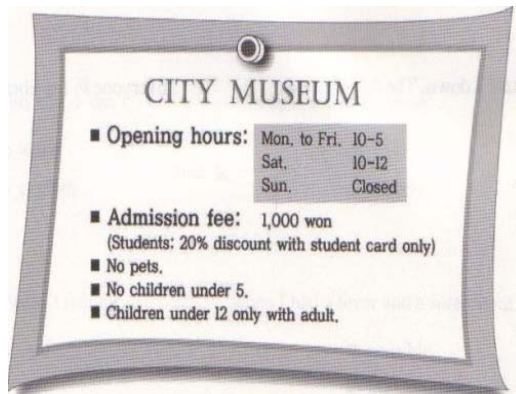 CITY MUSEUM
■ Opening hours: Mon. to Fri. 10-5
Sat. 10-12
Sun. Closed
■ Admission fee: 1,000 won
(Students: 20% discount with student card only)
■ No pets.
■ No children under 5.
■ Children under 12 only with adult.